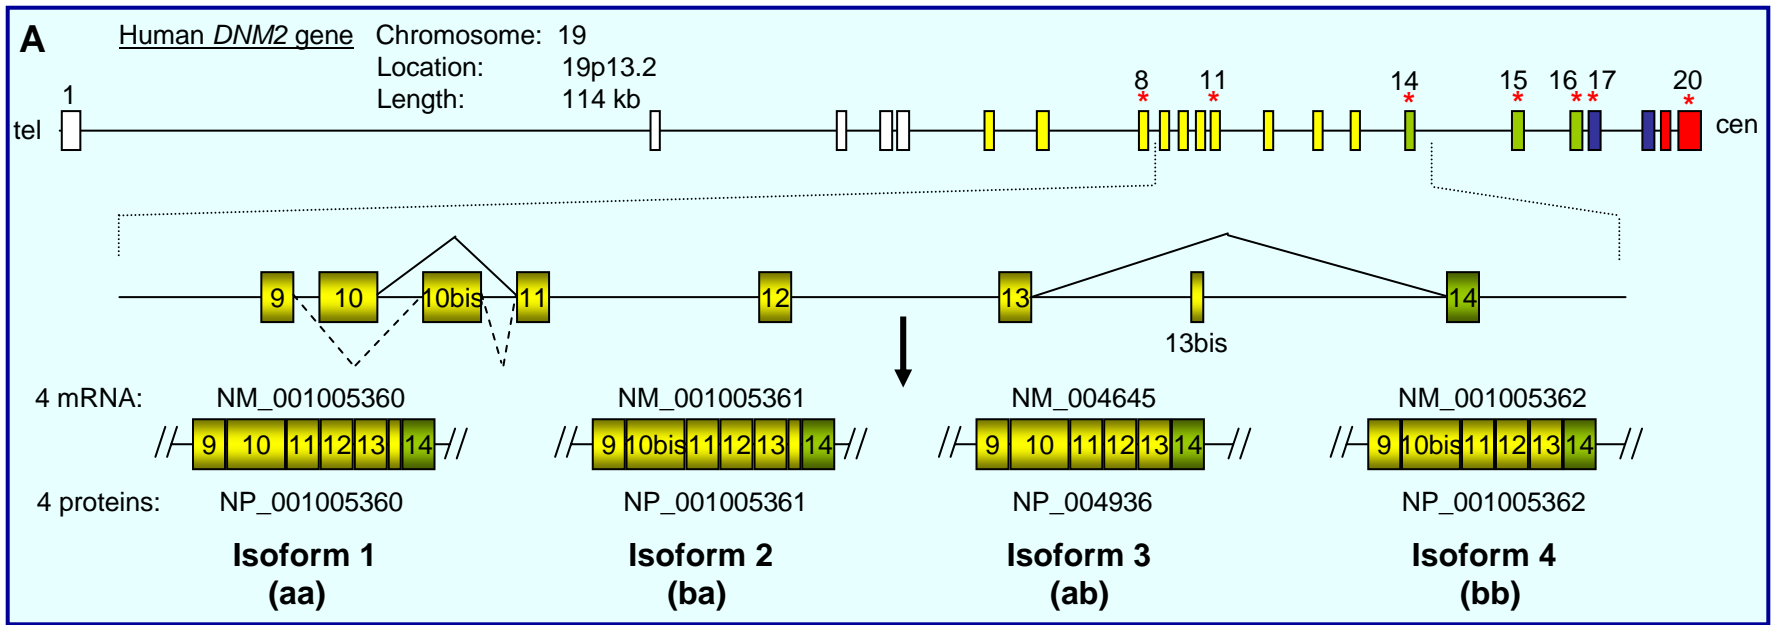 A
Human DNM2 gene Chromosome: 19
Location: 19p13.2
Length: 114 kb
1 8 11 14 15 16 17 20
* * * * * * *
tel cen
9 10 10bis 11 12 13 14
13bis
4 mRNA: NM_001005360 NM_001005361 NM_004645 NM_001005362
// 9 10 11 12 13 14 // // 9 10bis 11 12 13 14 // // 9 10 11 12 13 14 // // 9 10bis 11 12 13 14 //
4 proteins: NP_001005360 NP_001005361 NP_004936 NP_001005362
Isoform 1 Isoform 2 Isoform 3 Isoform 4
(aa) (ba) (ab) (bb)